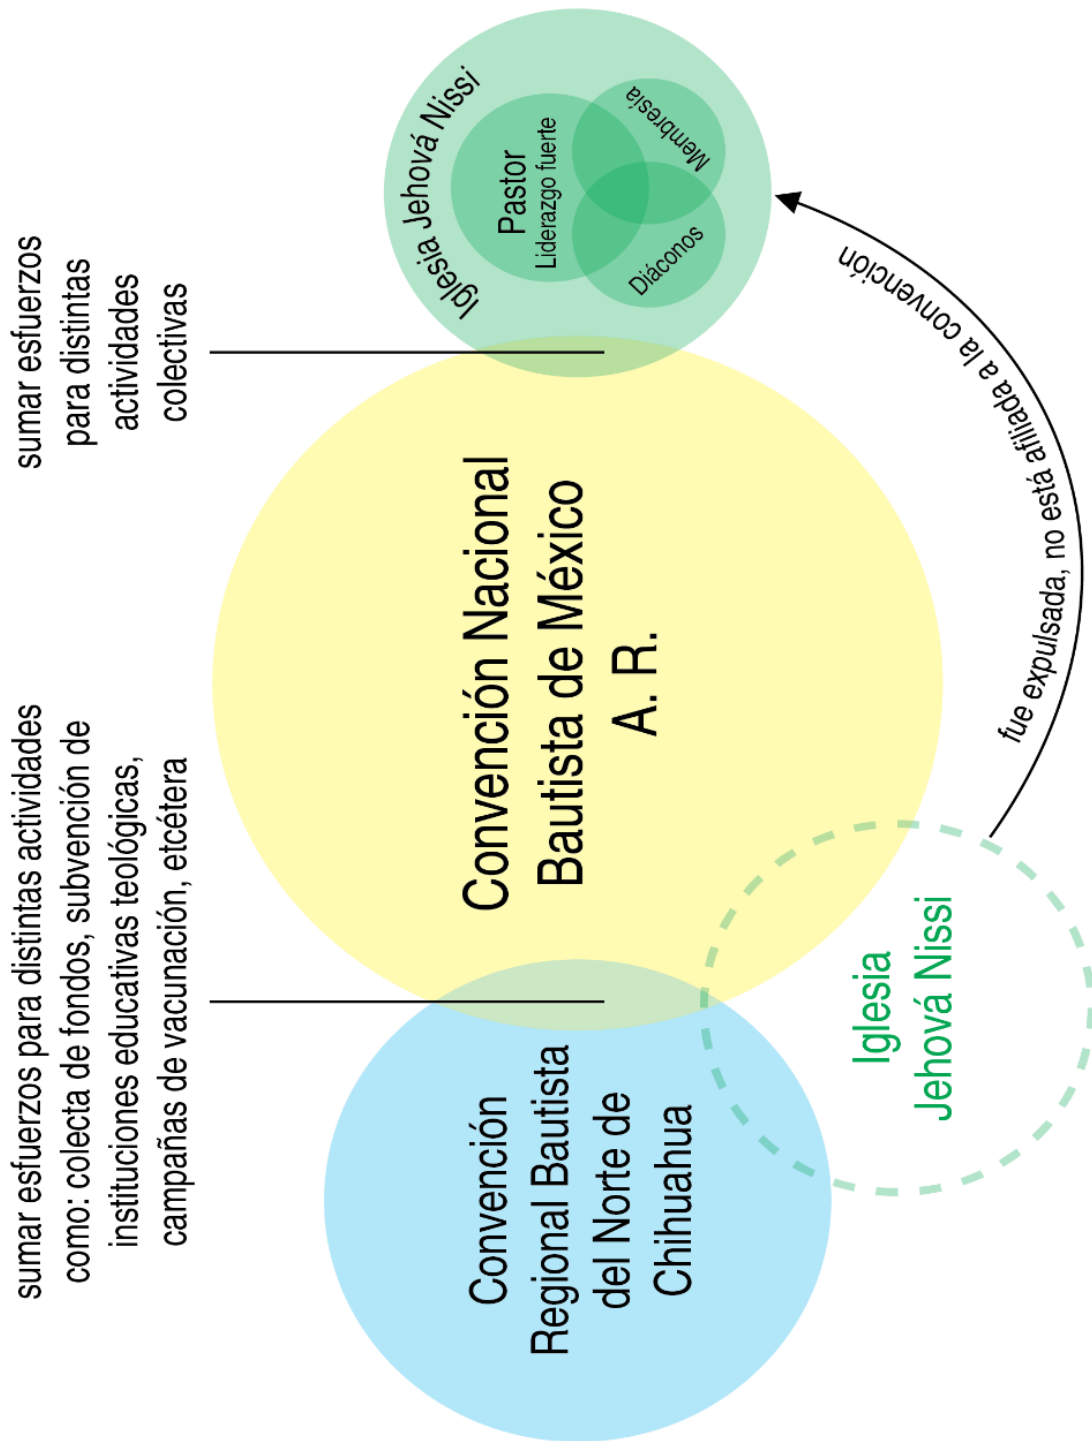 sumar esfuerzos para distintas actividades
como: colecta de fondos, subvención de
instituciones educativas teológicas,
campañas de vacunación, etcétera
sumar esfuerzos
para distintas
actividades
colectivas
Convención
Regional Bautista
del Norte de
Chihuahua
Convención Nacional
Bautista de México
A. R.
Iglesia Jehová Nissi
Pastor
Liderazgo fuerte
Diáconos
Membresía
Iglesia
Jehová Nissi
fue expulsada, no está afiliada a la convención